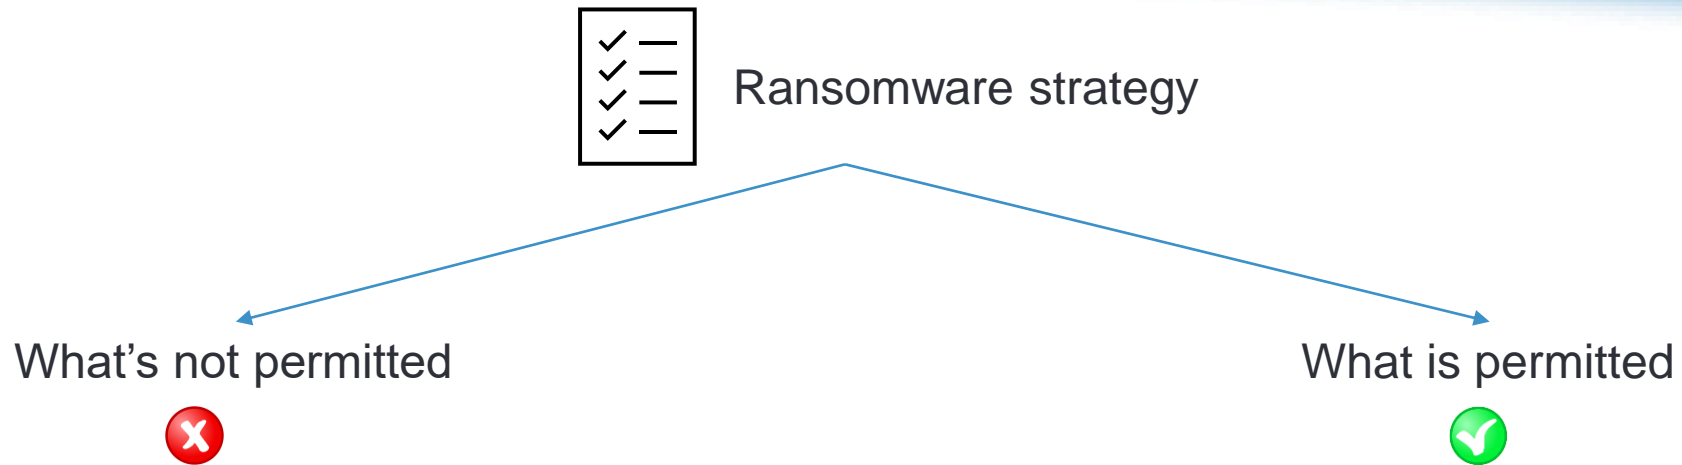 Ransomware strategy
What’s not permitted
What is permitted